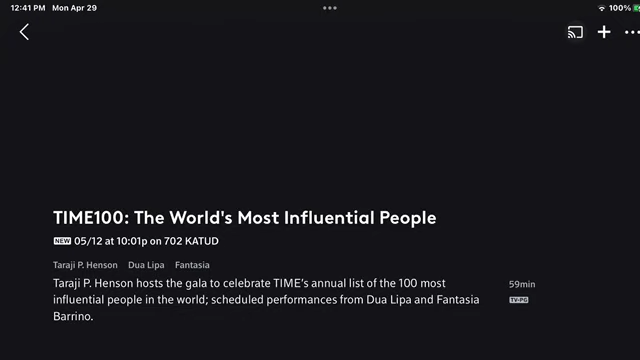 12:41 PM Mon Apr 29
100%
TIME100: The World's Most Influential People
NEW 05/12 at 10:01p on 702 KATUD
Taraji P. Henson Dua Lipa Fantasia
Taraji P. Henson hosts the gala to celebrate TIME's annual list of the 100 most
influential people in the world; scheduled performances from Dua Lipa and Fantasia
Barrino.
59min
TV-PG